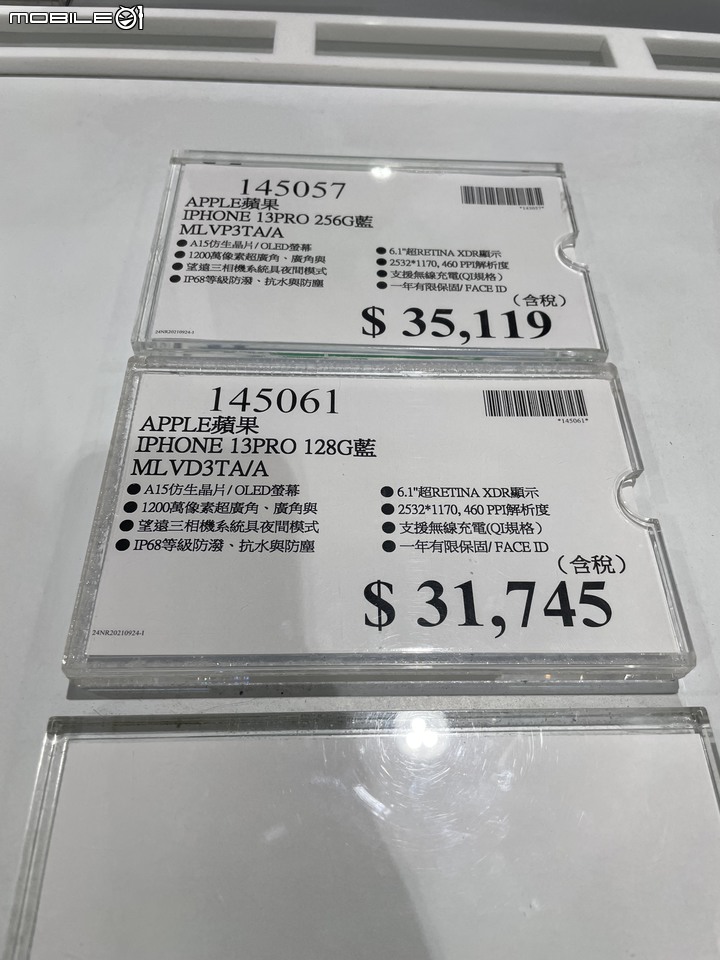 MOBILE01
145057
*145057*
APPLE蘋果
IPHONE 13PRO 256G藍
MLVP3TA/A
●A15仿生晶片/ OLED螢幕
●1200萬像素超廣角、廣角與
●望遠三相機系統具夜間模式
●IP68等級防潑、抗水與防塵
●6.1"超RETINA XDR顯示
●2532*1170, 460 PPI解析度
●支援無線充電(QI規格)
●一年有限保固/ FACE ID
(含稅)
$ 35,119
24NR20210924-1
145061
*145061*
APPLE蘋果
IPHONE 13PRO 128G藍
MLVD3TA/A
●A15仿生晶片/ OLED螢幕
●1200萬像素超廣角、廣角與
●望遠三相機系統具夜間模式
●IP68等級防潑、抗水與防塵
●6.1"超RETINA XDR顯示
●2532*1170, 460 PPI解析度
●支援無線充電(QI規格)
●一年有限保固/ FACE ID
(含稅)
$ 31,745
24NR20210924-1